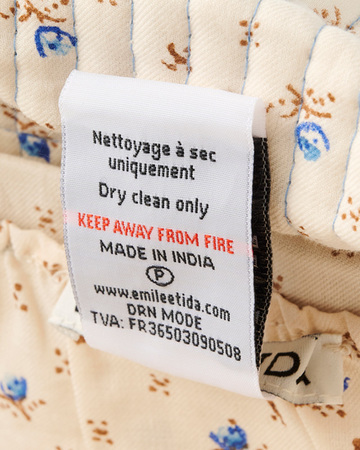 Nettoyage à sec
uniquement
Dry clean only
KEEP AWAY FROM FIRE
MADE IN INDIA
P
www.emileetida.com
DRN MODE
TVA: FR36503090508